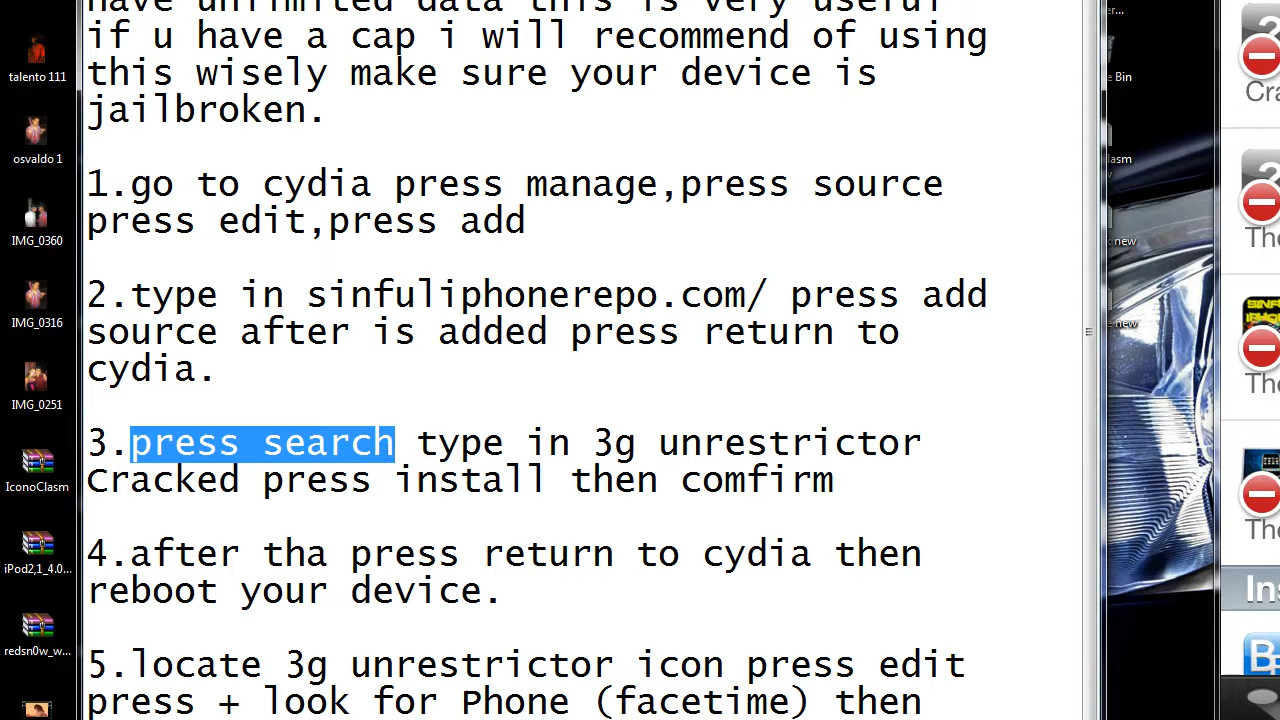 have unlimited data this is very useful
if u have a cap i will recommend of using
this wisely make sure your device is
jailbroken.
1.go to cydia press manage,press source
press edit,press add
2.type in sinfuliphonerepo.com/ press add
source after is added press return to
cydia.
3.press search type in 3g unrestrictor
Cracked press install then comfirm
4.after tha press return to cydia then
reboot your device.
5.locate 3g unrestrictor icon press edit
press + look for Phone (facetime) then
talento 111
osvaldo 1
IMG_0360
IMG_0316
IMG_0251
IconoClasm
iPod2,1_4.0...
redsn0w_w...
er...
e Bin
lasm
w
new
new
Cra
The
SINFUL
The
The
Ins